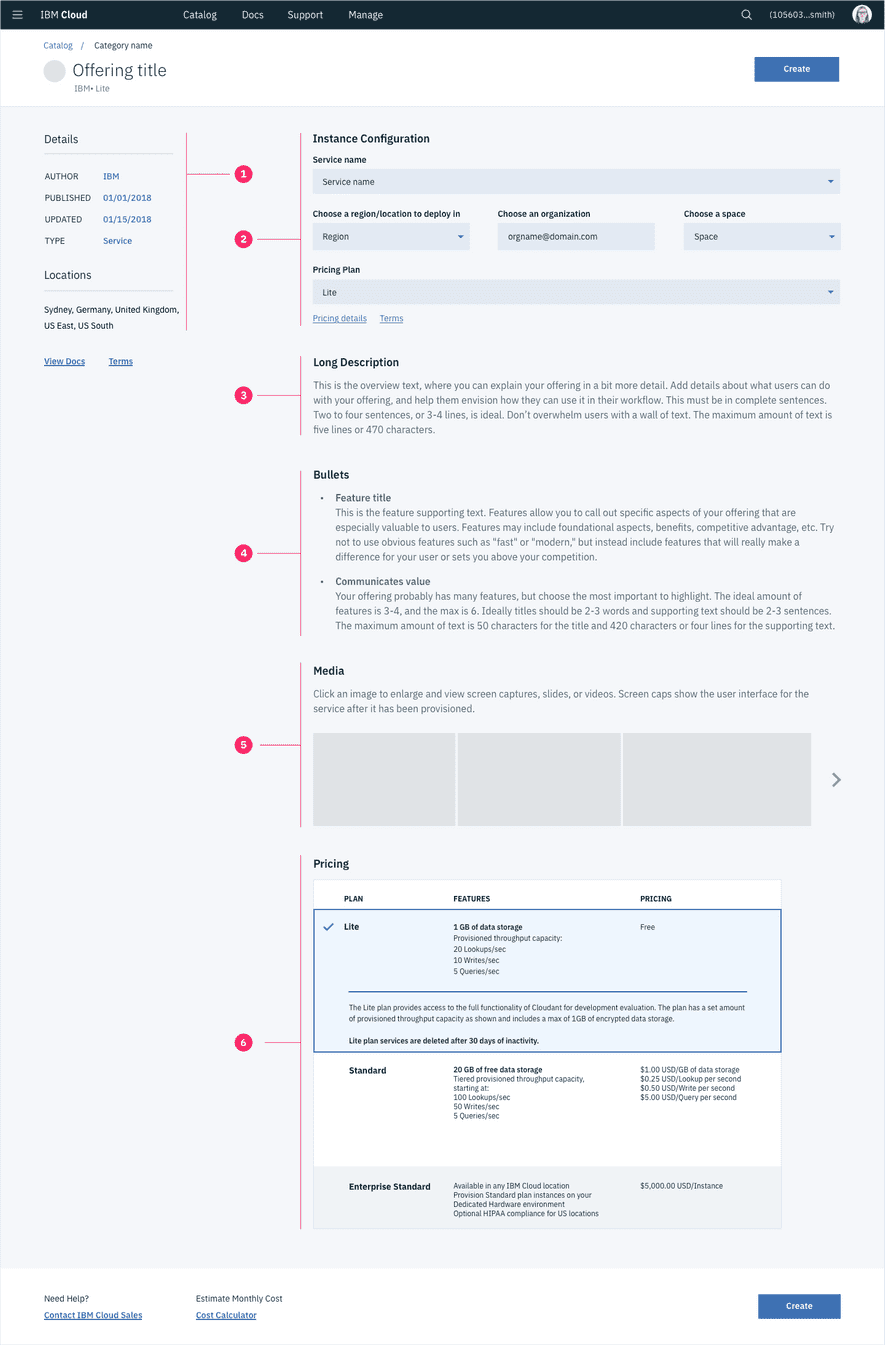 IBM Cloud Catalog Docs Support Manage (105603...smith)
Catalog / Category name
Offering title
IBM• Lite
Create
Details
AUTHOR IBM
PUBLISHED 01/01/2018
UPDATED 01/15/2018
TYPE Service
Locations
Sydney, Germany, United Kingdom,
US East, US South
View Docs Terms
1
Instance Configuration
Service name
Service name
2
Choose a region/location to deploy in Choose an organization Choose a space
Region orgname@domain.com Space
Pricing Plan
Lite
Pricing details Terms
3
Long Description
This is the overview text, where you can explain your offering in a bit more detail. Add details about what users can do
with your offering, and help them envision how they can use it in their workflow. This must be in complete sentences.
Two to four sentences, or 3-4 lines, is ideal. Don’t overwhelm users with a wall of text. The maximum amount of text is
five lines or 470 characters.
4
Bullets
• Feature title
This is the feature supporting text. Features allow you to call out specific aspects of your offering that are
especially valuable to users. Features may include foundational aspects, benefits, competitive advantage, etc. Try
not to use obvious features such as "fast" or "modern," but instead include features that will really make a
difference for your user or sets you above your competition.
• Communicates value
Your offering probably has many features, but choose the most important to highlight. The ideal amount of
features is 3-4, and the max is 6. Ideally titles should be 2-3 words and supporting text should be 2-3 sentences.
The maximum amount of text is 50 characters for the title and 420 characters or four lines for the supporting text.
5
Media
Click an image to enlarge and view screen captures, slides, or videos. Screen caps show the user interface for the
service after it has been provisioned.
6
Pricing
PLAN FEATURES PRICING
Lite 1 GB of data storage Free
Provisioned throughput capacity:
20 Lookups/sec
10 Writes/sec
5 Queries/sec
The Lite plan provides access to the full functionality of Cloudant for development evaluation. The plan has a set amount
of provisioned throughput capacity as shown and includes a max of 1GB of encrypted data storage.
Lite plan services are deleted after 30 days of inactivity.
Standard 20 GB of free data storage $1.00 USD/GB of data storage
Tiered provisioned throughput capacity, $0.25 USD/Lookup per second
starting at: $0.50 USD/Write per second
100 Lookups/sec $5.00 USD/Query per second
50 Writes/sec
5 Queries/sec
Enterprise Standard Available in any IBM Cloud location $5,000.00 USD/Instance
Provision Standard plan instances on your
Dedicated Hardware environment
Optional HIPAA compliance for US locations
Need Help? Estimate Monthly Cost
Contact IBM Cloud Sales Cost Calculator
Create